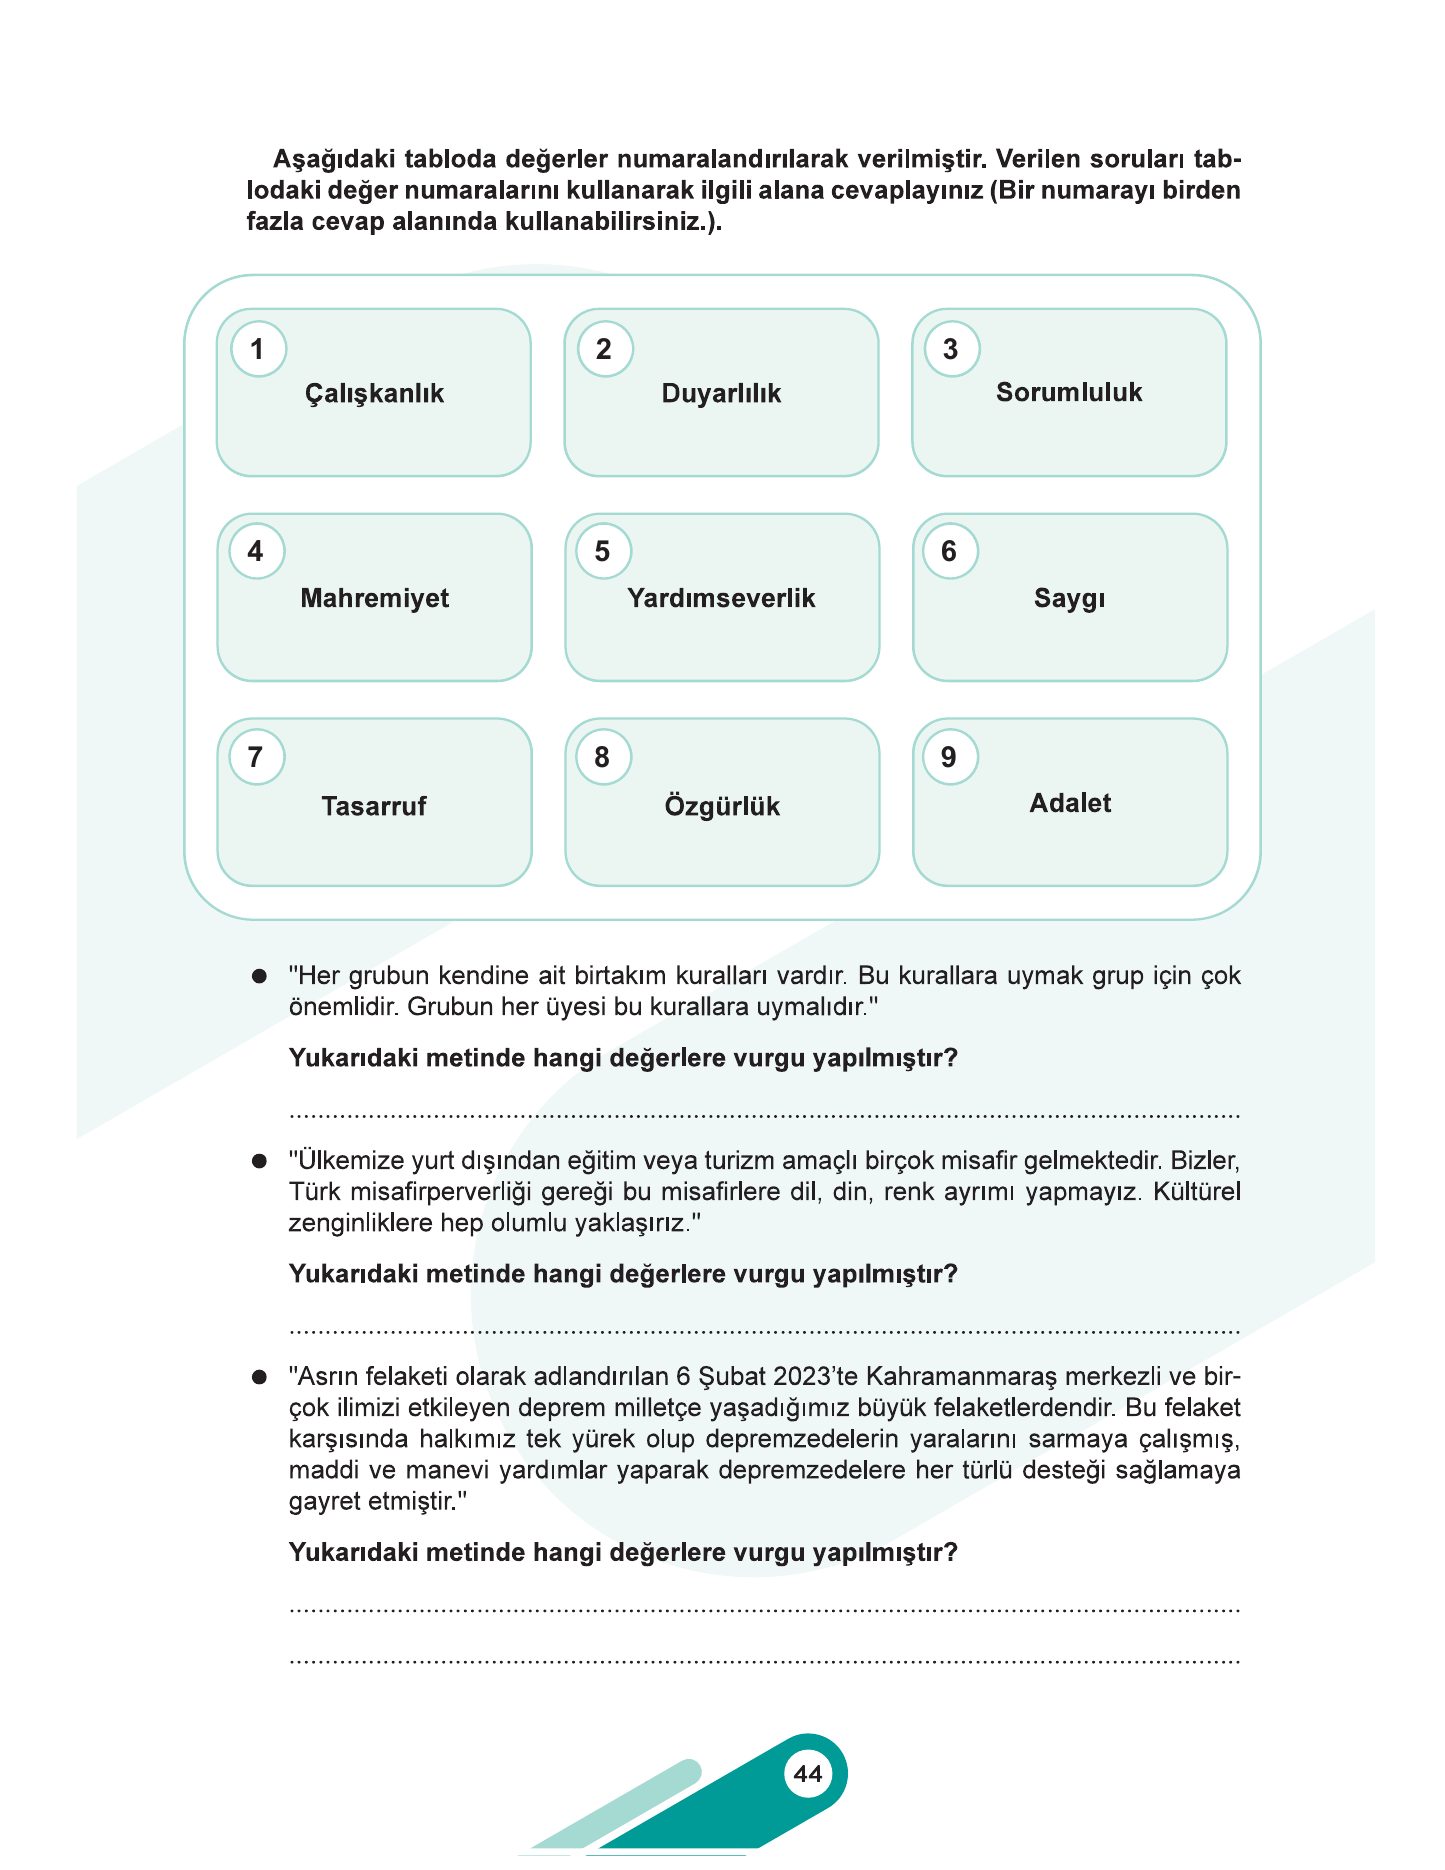 Aşağıdaki tabloda değerler numaralandırılarak verilmiştir. Verilen soruları tab-
lodaki değer numaralarını kullanarak ilgili alana cevaplayınız (Bir numarayı birden
fazla cevap alanında kullanabilirsiniz.).
1
Çalışkanlık
2
Duyarlılık
3
Sorumluluk
4
Mahremiyet
5
Yardımseverlik
6
Saygı
7
Tasarruf
8
Özgürlük
9
Adalet
● "Her grubun kendine ait birtakım kuralları vardır. Bu kurallara uymak grup için çok
önemlidir. Grubun her üyesi bu kurallara uymalıdır."
Yukarıdaki metinde hangi değerlere vurgu yapılmıştır?
● "Ülkemize yurt dışından eğitim veya turizm amaçlı birçok misafir gelmektedir. Bizler,
Türk misafirperverliği gereği bu misafirlere dil, din, renk ayrımı yapmayız. Kültürel
zenginliklere hep olumlu yaklaşırız."
Yukarıdaki metinde hangi değerlere vurgu yapılmıştır?
● "Asrın felaketi olarak adlandırılan 6 Şubat 2023’te Kahramanmaraş merkezli ve bir-
çok ilimizi etkileyen deprem milletçe yaşadığımız büyük felaketlerdendir. Bu felaket
karşısında halkımız tek yürek olup depremzedelerin yaralarını sarmaya çalışmış,
maddi ve manevi yardımlar yaparak depremzedelere her türlü desteği sağlamaya
gayret etmiştir."
Yukarıdaki metinde hangi değerlere vurgu yapılmıştır?
44